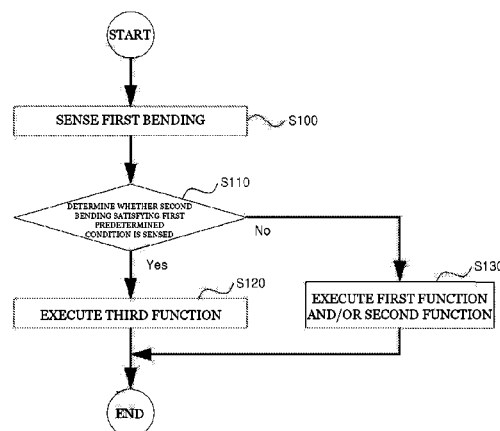 START
SENSE FIRST BENDING
S100
S110
DETERMINE WHETHER SECOND
BENDING SATISFYING FIRST
PREDETERMINED
CONDITION IS SENSED
No
Yes
S120
S130
EXECUTE THIRD FUNCTION
EXECUTE FIRST FUNCTION
AND/OR SECOND FUNCTION
END